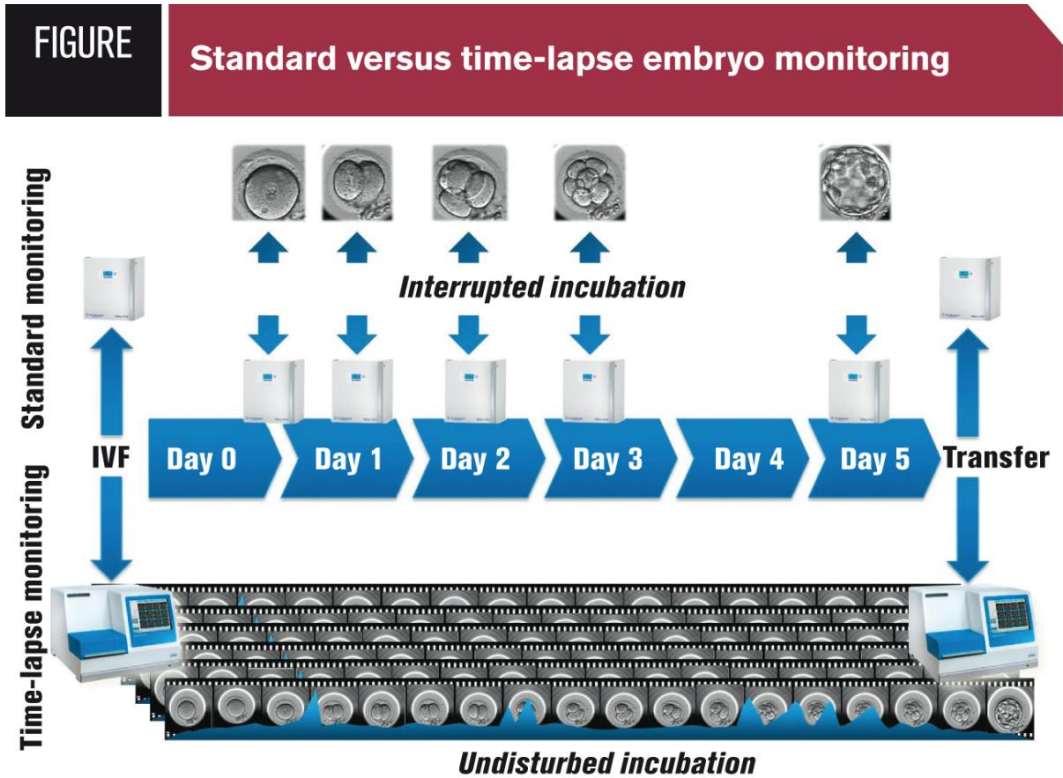 FIGURE
Standard versus time-lapse embryo monitoring
Standard monitoring
Interrupted incubation
IVF
Day 0
Day 1
Day 2
Day 3
Day 4
Day 5
Transfer
Time-lapse monitoring
Undisturbed incubation